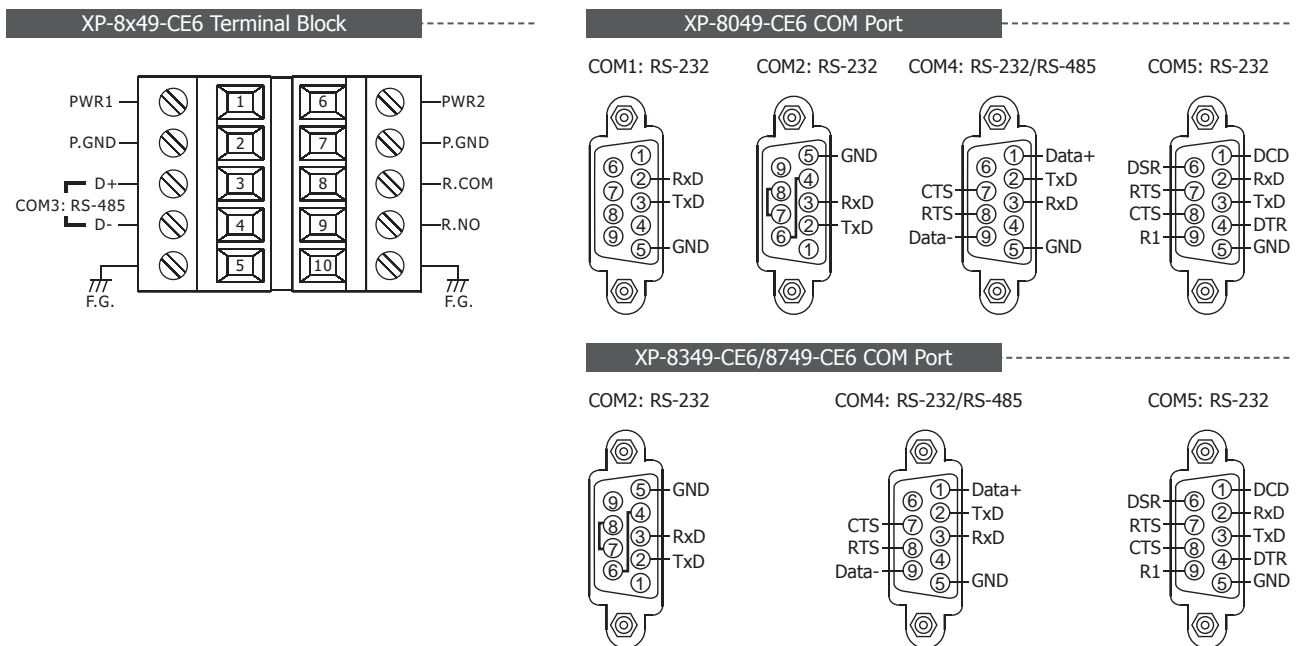 XP-8x49-CE6 Terminal Block
PWR1
1
6
PWR2
P.GND
2
7
P.GND
D+
3
8
R.COM
COM3: RS-485
D-
4
9
R.NO
5
10
F.G.
F.G.
XP-8049-CE6 COM Port
COM1: RS-232
1
6
2
RxD
7
3
TxD
8
4
9
5
GND
COM2: RS-232
5
GND
9
4
8
3
RxD
7
2
TxD
6
1
COM4: RS-232/RS-485
1
Data+
6
2
TxD
CTS
7
3
RxD
RTS
8
4
Data-
9
5
GND
COM5: RS-232
1
DCD
DSR
6
2
RxD
RTS
7
3
TxD
CTS
8
4
DTR
R1
9
5
GND
XP-8349-CE6/8749-CE6 COM Port
COM2: RS-232
5
GND
9
4
8
3
RxD
7
2
TxD
6
1
COM4: RS-232/RS-485
1
Data+
6
2
TxD
CTS
7
3
RxD
RTS
8
4
Data-
9
5
GND
COM5: RS-232
1
DCD
DSR
6
2
RxD
RTS
7
3
TxD
CTS
8
4
DTR
R1
9
5
GND